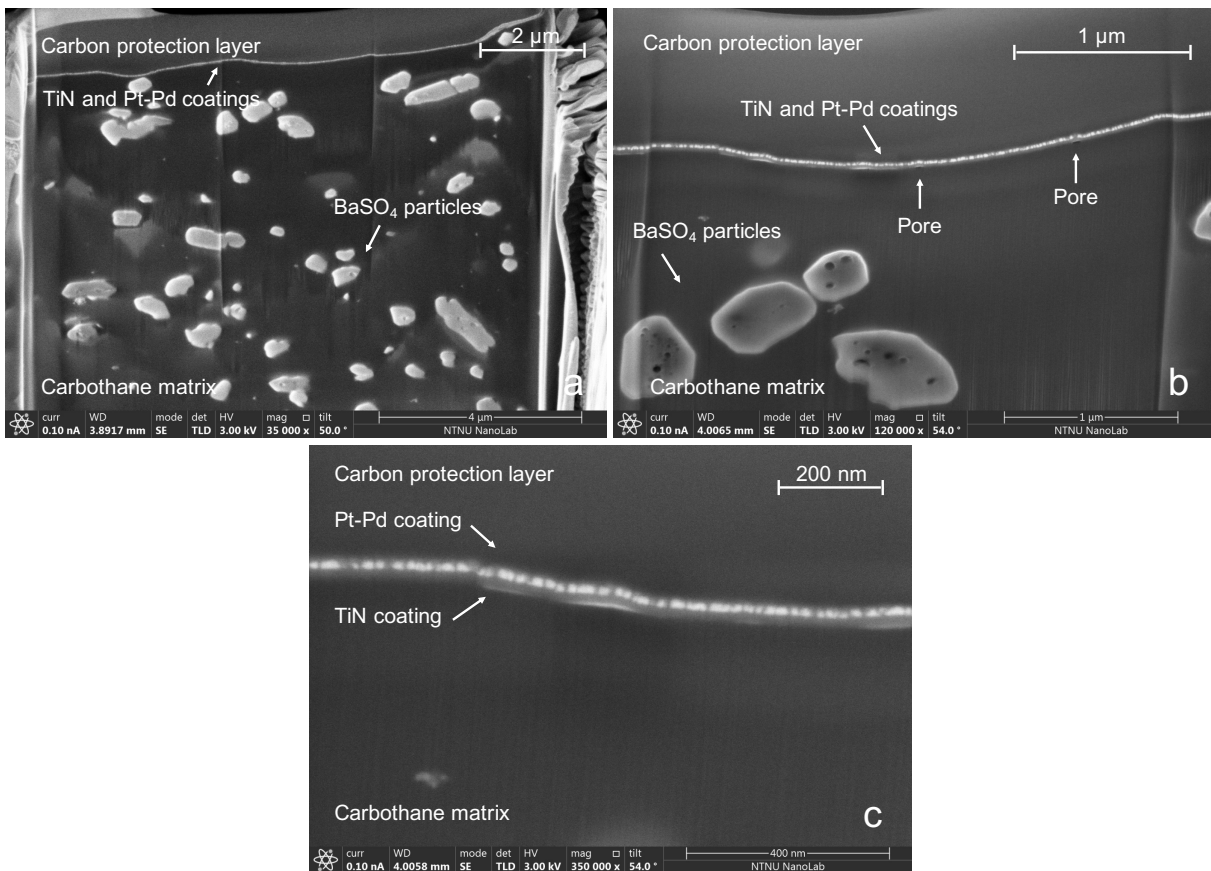 Carbon protection layer
2 µm
TiN and Pt-Pd coatings
BaSO4 particles
Carbothane matrix
a
curr WD mode det HV mag □ tilt 4 µm
0.10 nA 3.8917 mm SE TLD 3.00 kV 35 000 x 50.0 ° NTNU NanoLab
Carbon protection layer
1 µm
TiN and Pt-Pd coatings
Pore
Pore
BaSO4 particles
Carbothane matrix
b
curr WD mode det HV mag □ tilt 1 µm
0.10 nA 4.0065 mm SE TLD 3.00 kV 120 000 x 54.0 ° NTNU NanoLab
Carbon protection layer
200 nm
Pt-Pd coating
TiN coating
Carbothane matrix
c
curr WD mode det HV mag □ tilt 400 nm
0.10 nA 4.0058 mm SE TLD 3.00 kV 350 000 x 54.0 ° NTNU NanoLab